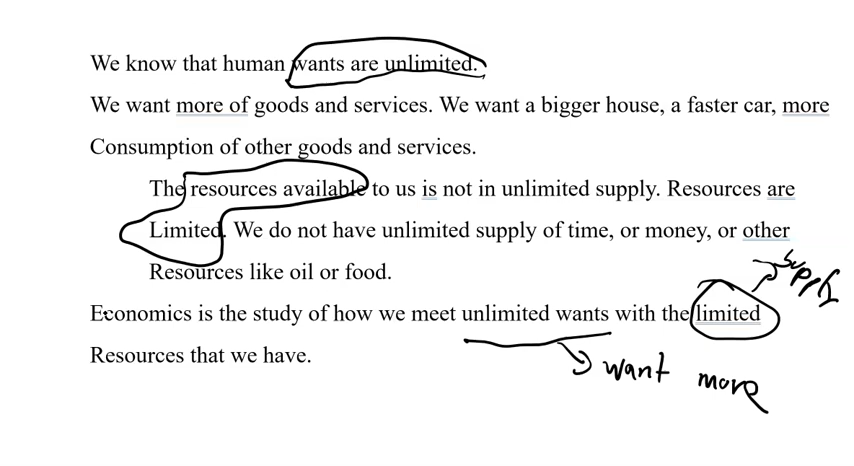 We know that human wants are unlimited.
We want more of goods and services. We want a bigger house, a faster car, more
Consumption of other goods and services.
The resources available to us is not in unlimited supply. Resources are
Limited. We do not have unlimited supply of time, or money, or other
Resources like oil or food.
supply
Economics is the study of how we meet unlimited wants with the limited
Resources that we have.
want more